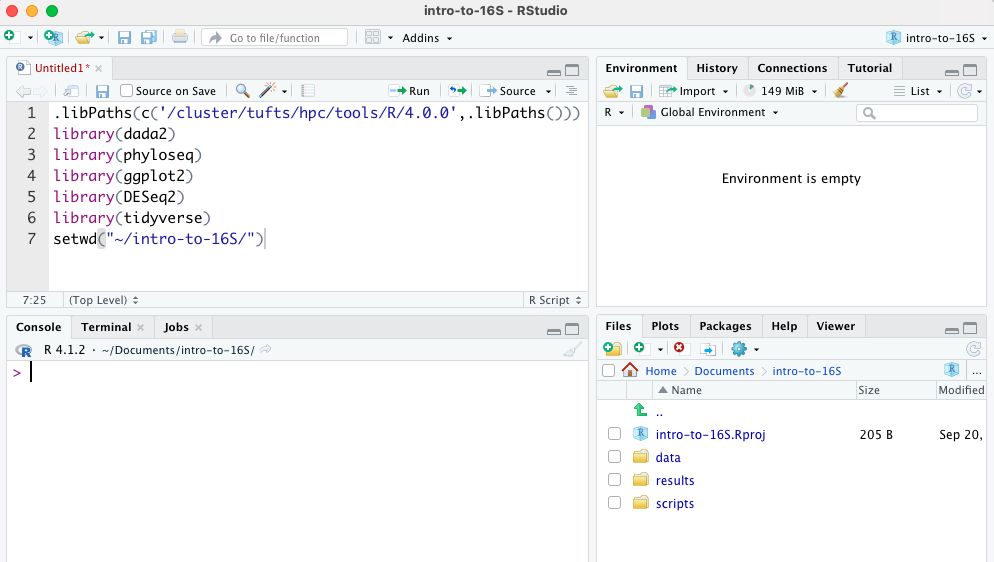 intro-to-16S - RStudio
Go to file/function
Addins
intro-to-16S
Untitled1*
Source on Save
Run
Source
1 .libPaths(c('/cluster/tufts/hpc/tools/R/4.0.0',.libPaths()))
2 library(dada2)
3 library(phyloseq)
4 library(ggplot2)
5 library(DESeq2)
6 library(tidyverse)
7 setwd("~/intro-to-16S/")
7:25 (Top Level) R Script
Console Terminal Jobs
R 4.1.2 · ~/Documents/intro-to-16S/
>
Environment History Connections Tutorial
Import 149 MiB List
R Global Environment
Environment is empty
Files Plots Packages Help Viewer
Home Documents intro-to-16S ...
Name Size Modified
..
intro-to-16S.Rproj 205 B Sep 20,
data
results
scripts